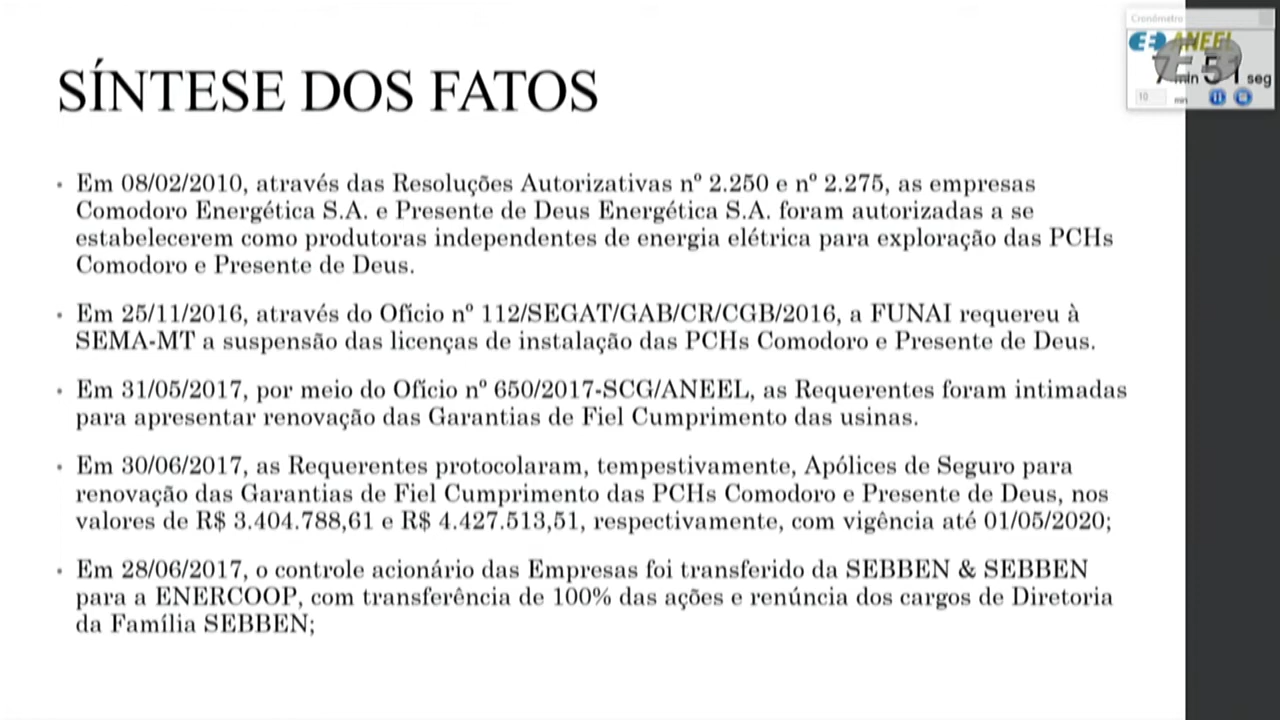 Cronômetro
ANEEL
7 min 51 seg
10 min
SÍNTESE DOS FATOS
• Em 08/02/2010, através das Resoluções Autorizativas nº 2.250 e nº 2.275, as empresas
Comodoro Energética S.A. e Presente de Deus Energética S.A. foram autorizadas a se
estabelecerem como produtoras independentes de energia elétrica para exploração das PCHs
Comodoro e Presente de Deus.
• Em 25/11/2016, através do Ofício nº 112/SEGAT/GAB/CR/CGB/2016, a FUNAI requereu à
SEMA-MT a suspensão das licenças de instalação das PCHs Comodoro e Presente de Deus.
• Em 31/05/2017, por meio do Ofício nº 650/2017-SCG/ANEEL, as Requerentes foram intimadas
para apresentar renovação das Garantias de Fiel Cumprimento das usinas.
• Em 30/06/2017, as Requerentes protocolaram, tempestivamente, Apólices de Seguro para
renovação das Garantias de Fiel Cumprimento das PCHs Comodoro e Presente de Deus, nos
valores de R$ 3.404.788,61 e R$ 4.427.513,51, respectivamente, com vigência até 01/05/2020;
• Em 28/06/2017, o controle acionário das Empresas foi transferido da SEBBEN & SEBBEN
para a ENERCOOP, com transferência de 100% das ações e renúncia dos cargos de Diretoria
da Família SEBBEN;